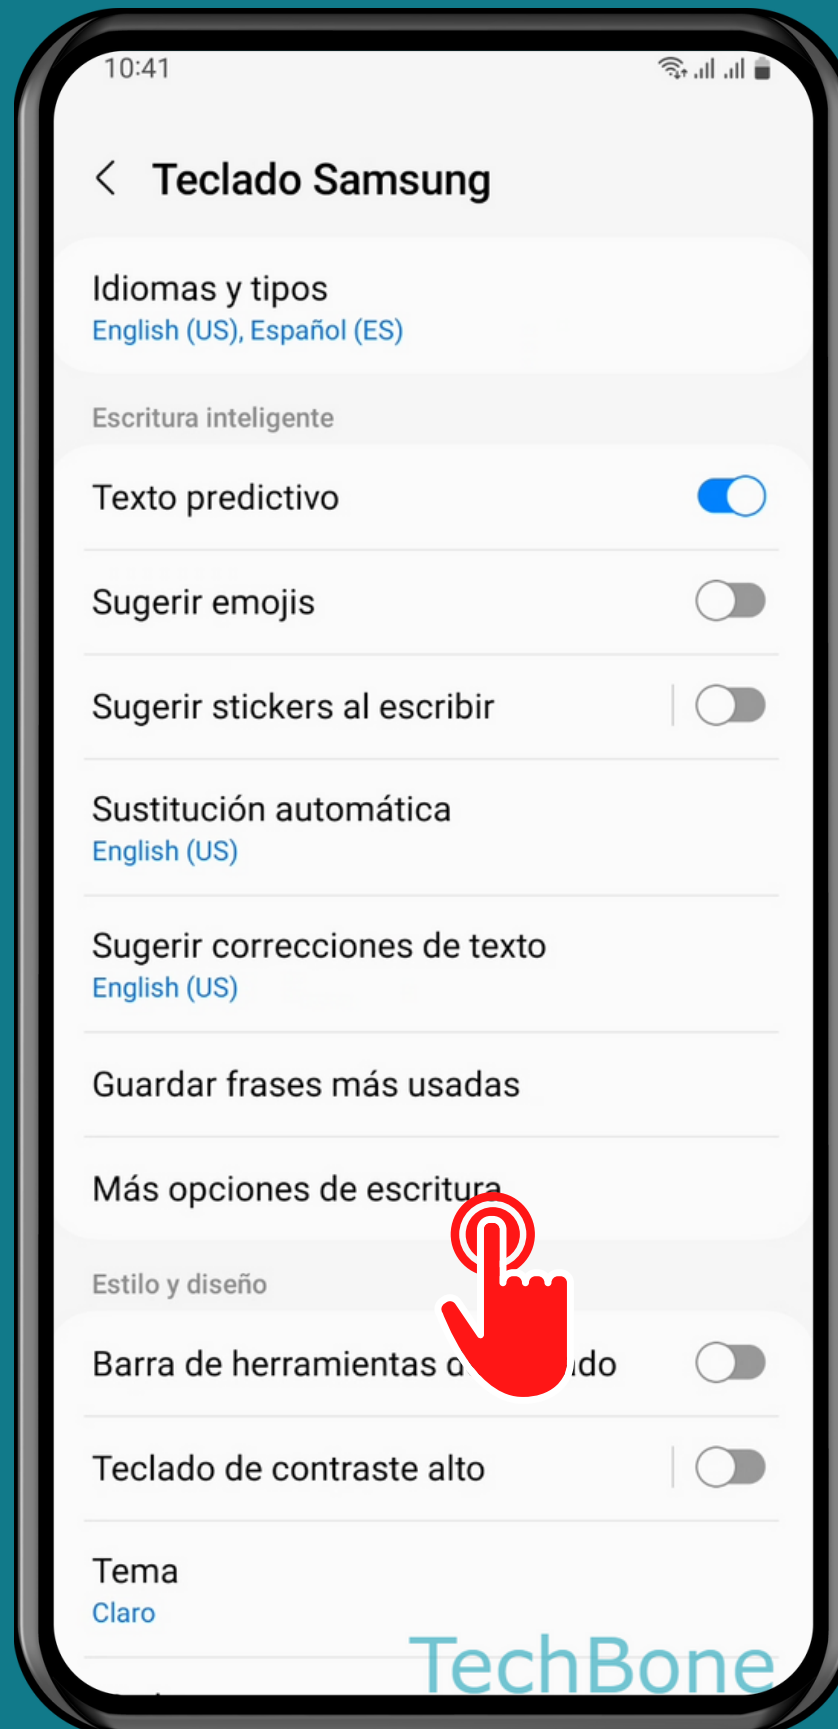 10:41
Teclado Samsung
Idiomas y tipos
English (US), Español (ES)
Escritura inteligente
Texto predictivo
Sugerir emojis
Sugerir stickers al escribir
Sustitución automática
English (US)
Sugerir correcciones de texto
English (US)
Guardar frases más usadas
Más opciones de escritura
Estilo y diseño
Barra de herramientas
Teclado de contraste alto
Tema
Claro
TechBone